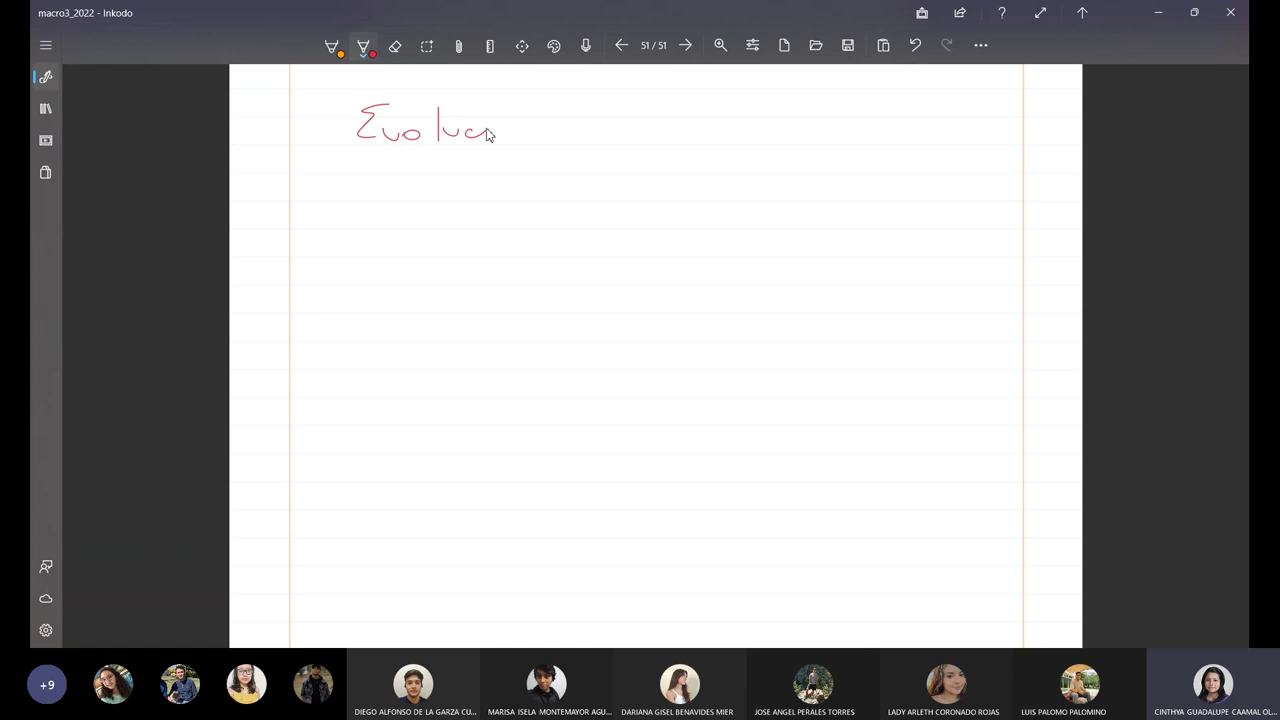 macro3_2022 - Inkodo
51 / 51
Evoluc
+9
DIEGO ALFONSO DE LA GARZA CU...
MARISA ISELA MONTEMAYOR AGU...
DARIANA GISEL BENAVIDES MIER
JOSE ANGEL PERALES TORRES
LADY ARLETH CORONADO ROJAS
LUIS PALOMO PALOMINO
CINTHYA GUADALUPE CAAMAL OL...